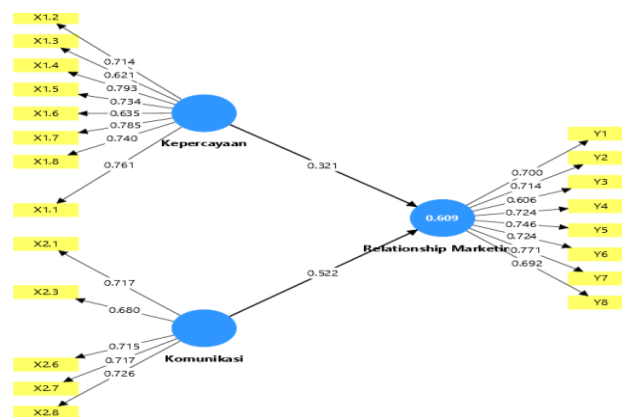 X1.2
X1.3
X1.4
X1.5
X1.6
X1.7
X1.8
X1.1
0.714
0.621
0.793
0.734
0.635
0.785
0.740
0.761
Kepercayaan
0.321
X2.1
X2.3
X2.6
X2.7
X2.8
0.717
0.680
0.715
0.717
0.726
Komunikasi
0.522
0.609
Relationship Marketin
0.700
0.714
0.606
0.724
0.746
0.724
0.771
0.692
Y1
Y2
Y3
Y4
Y5
Y6
Y7
Y8